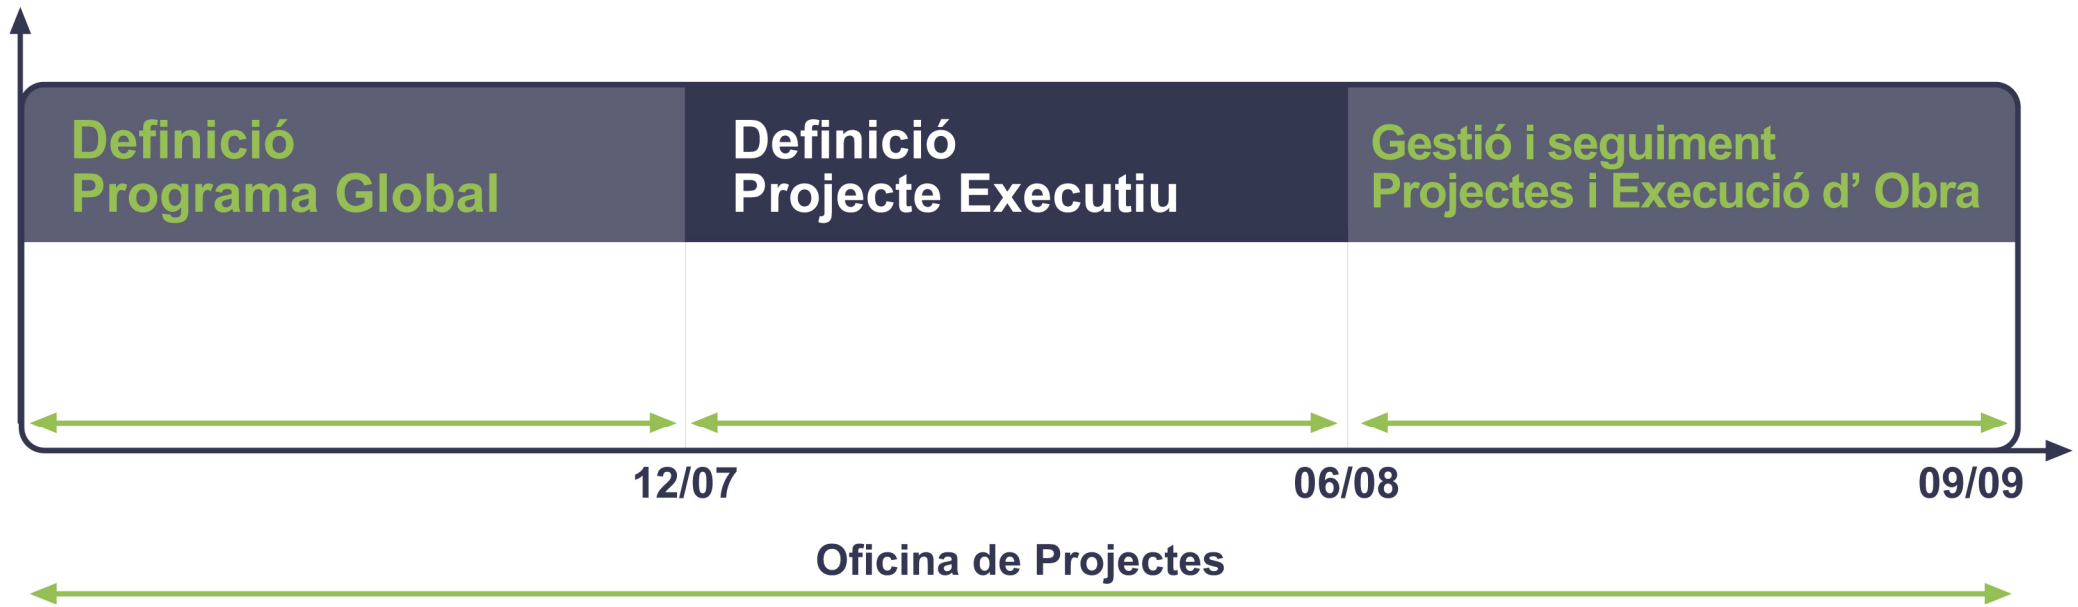 Definició
Programa Global
Definició
Projecte Executiu
Gestió i seguiment
Projectes i Execució d’ Obra
12/07
06/08
09/09
Oficina de Projectes